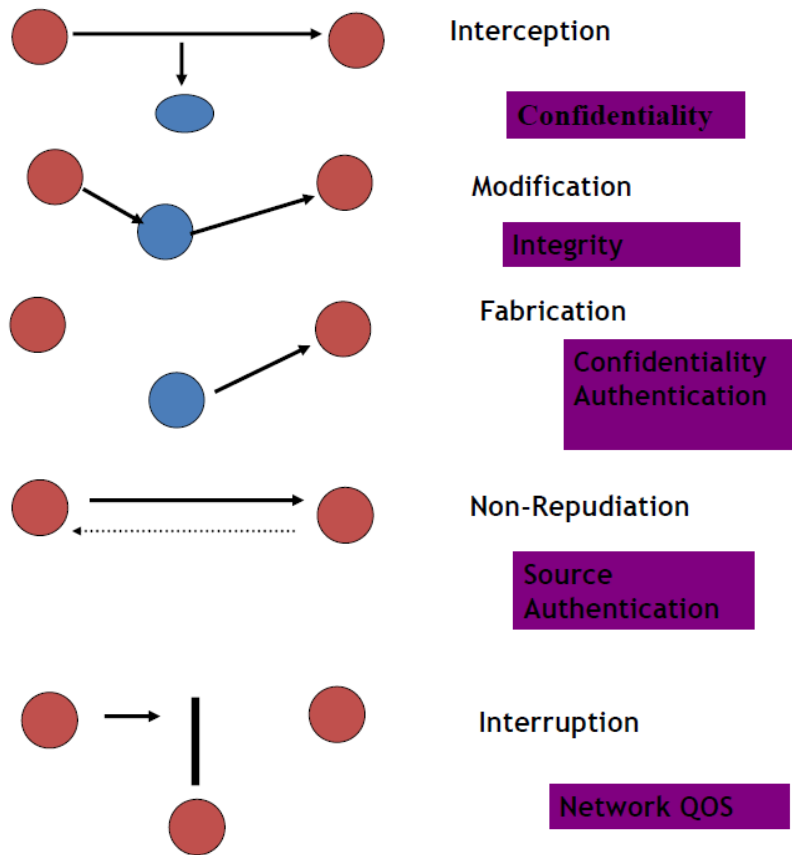 Interception
Confidentiality
Modification
Integrity
Fabrication
Confidentiality
Authentication
Non-Repudiation
Source
Authentication
Interruption
Network QOS